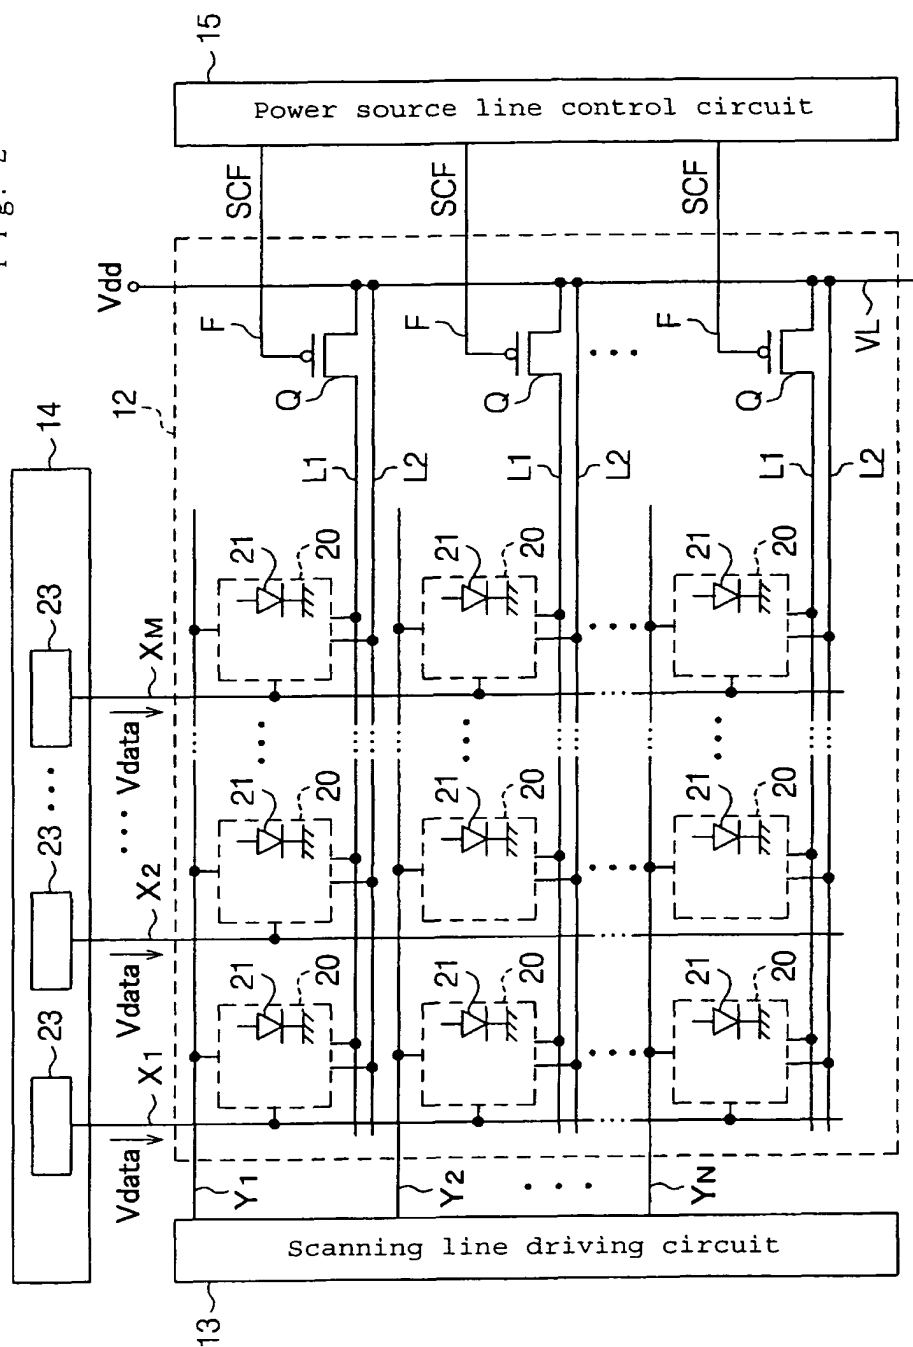 Fig. 2
15
Power source line control circuit
SCF
SCF
SCF
Vdd
F
F
F
Q
Q
Q
VL
12
14
L1
L2
L1
L2
L1
L2
23
23
23
XM
X2
X1
Vdata
Vdata
Vdata
21
20
21
20
21
20
21
20
21
20
21
20
21
20
21
20
21
20
Y1
Y2
YN
Scanning line driving circuit
13